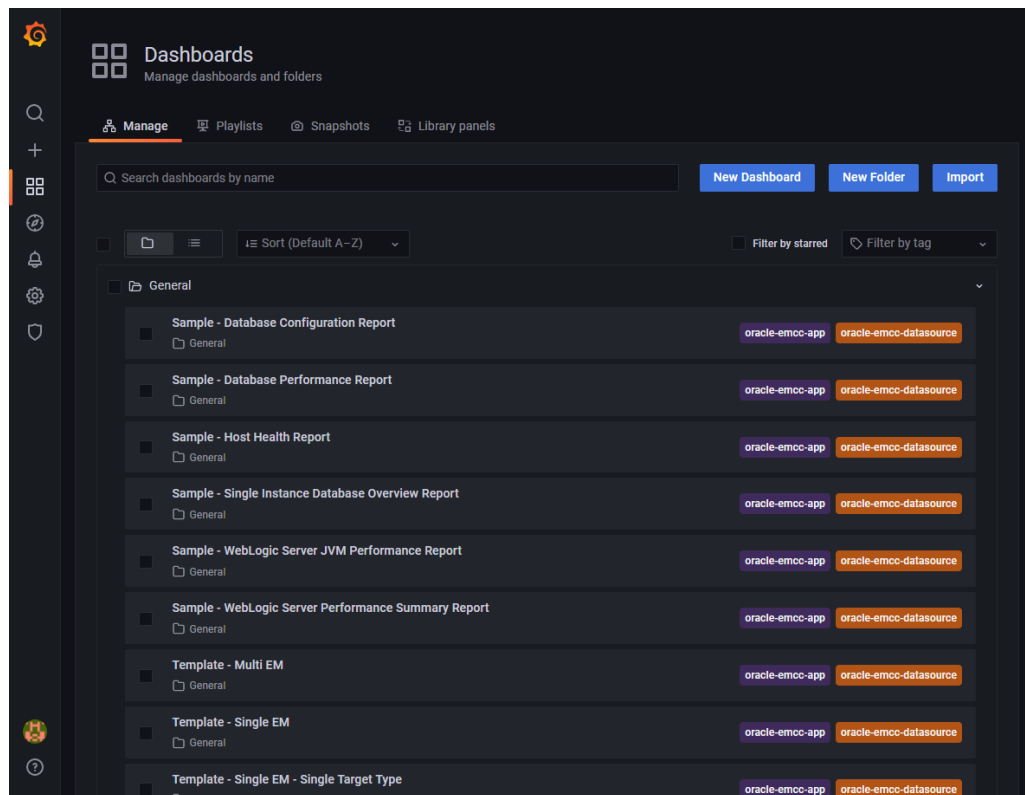 Dashboards
Manage dashboards and folders
Manage Playlists Snapshots Library panels
Search dashboards by name New Dashboard New Folder Import
Sort (Default A–Z) Filter by starred Filter by tag
General
Sample - Database Configuration Report
General
oracle-emcc-app oracle-emcc-datasource
Sample - Database Performance Report
General
oracle-emcc-app oracle-emcc-datasource
Sample - Host Health Report
General
oracle-emcc-app oracle-emcc-datasource
Sample - Single Instance Database Overview Report
General
oracle-emcc-app oracle-emcc-datasource
Sample - WebLogic Server JVM Performance Report
General
oracle-emcc-app oracle-emcc-datasource
Sample - WebLogic Server Performance Summary Report
General
oracle-emcc-app oracle-emcc-datasource
Template - Multi EM
General
oracle-emcc-app oracle-emcc-datasource
Template - Single EM
General
oracle-emcc-app oracle-emcc-datasource
Template - Single EM - Single Target Type
oracle-emcc-app oracle-emcc-datasource